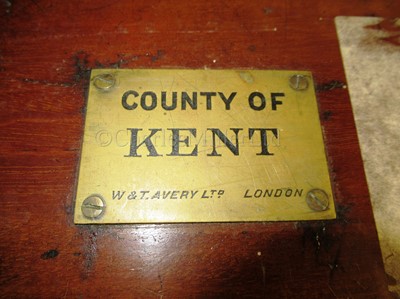 COUNTY OF
KENT
W & T. AVERY LTD LONDON